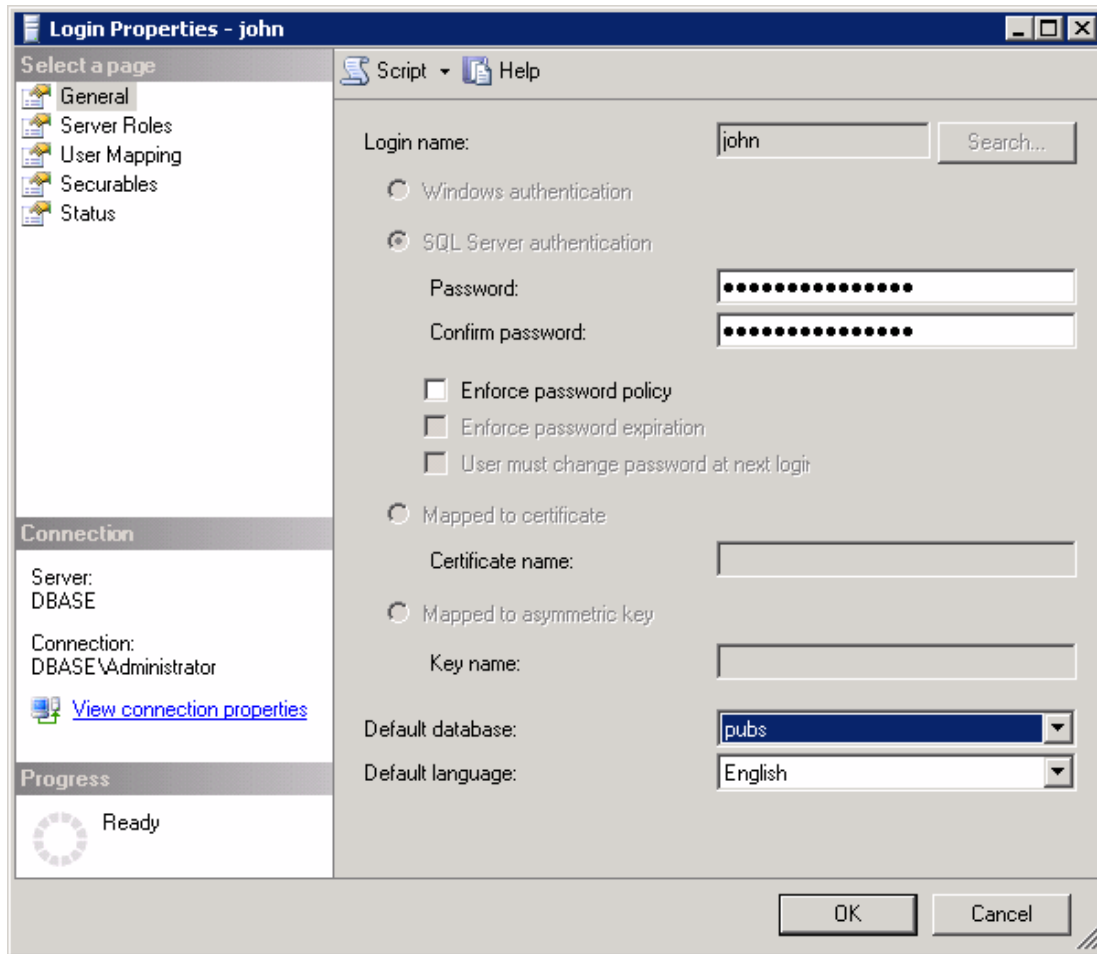 Login Properties - john
Select a page
General
Server Roles
User Mapping
Securables
Status
Connection
Server:
DBASE
Connection:
DBASE\Administrator
View connection properties
Progress
Ready
Script Help
Login name: john Search...
Windows authentication
SQL Server authentication
Password: ●●●●●●●●●●●●●●●
Confirm password: ●●●●●●●●●●●●●●●
Enforce password policy
Enforce password expiration
User must change password at next login
Mapped to certificate
Certificate name:
Mapped to asymmetric key
Key name:
Default database: pubs
Default language: English
OK Cancel